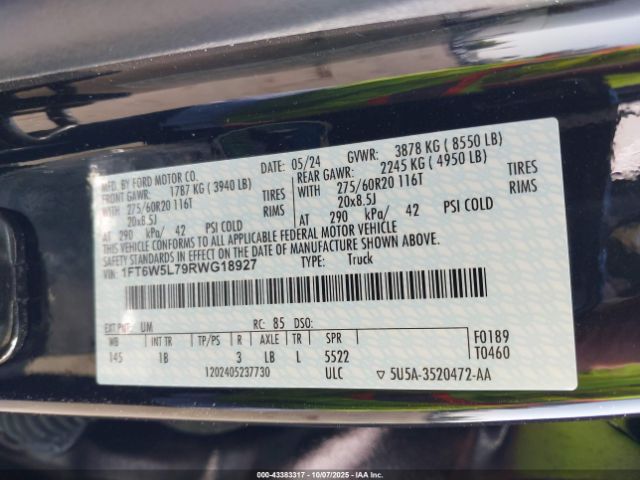 MFD. BY FORD MOTOR CO. DATE: 05/24 GVWR: 3878 KG ( 8550 LB)
FRONT GAWR: 1787 KG ( 3940 LB) REAR GAWR: 2245 KG ( 4950 LB)
WITH 275/60R20 116T TIRES WITH 275/60R20 116T TIRES
20x8.5J RIMS 20x8.5J RIMS
AT 290 kPa/ 42 PSI COLD AT 290 kPa/ 42 PSI COLD
THIS VEHICLE CONFORMS TO ALL APPLICABLE FEDERAL MOTOR VEHICLE
SAFETY STANDARDS IN EFFECT ON THE DATE OF MANUFACTURE SHOWN ABOVE.
VIN: 1FT6W5L79RWG18927 TYPE: Truck
EXT PNT: UM RC: 85 DSO:
WB INT TR TP/PS R AXLE TR SPR
145 1B 3 LB L 5522
F0189
T0460
1202405237730 ULC ▽ 5U5A-3520472-AA
000-43383317 - 10/07/2025 - IAAI.COM